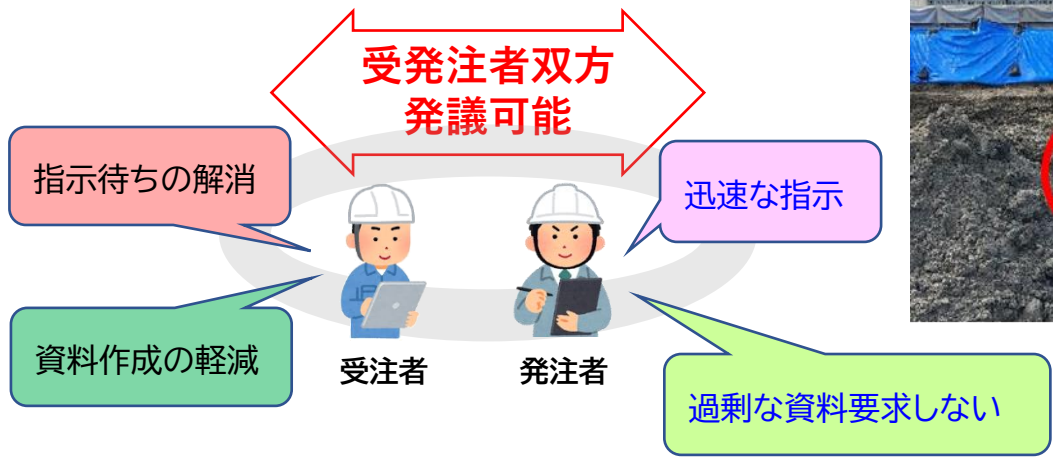 受発注者双方
発議可能
指示待ちの解消
迅速な指示
資料作成の軽減
受注者
発注者
過剰な資料要求しない